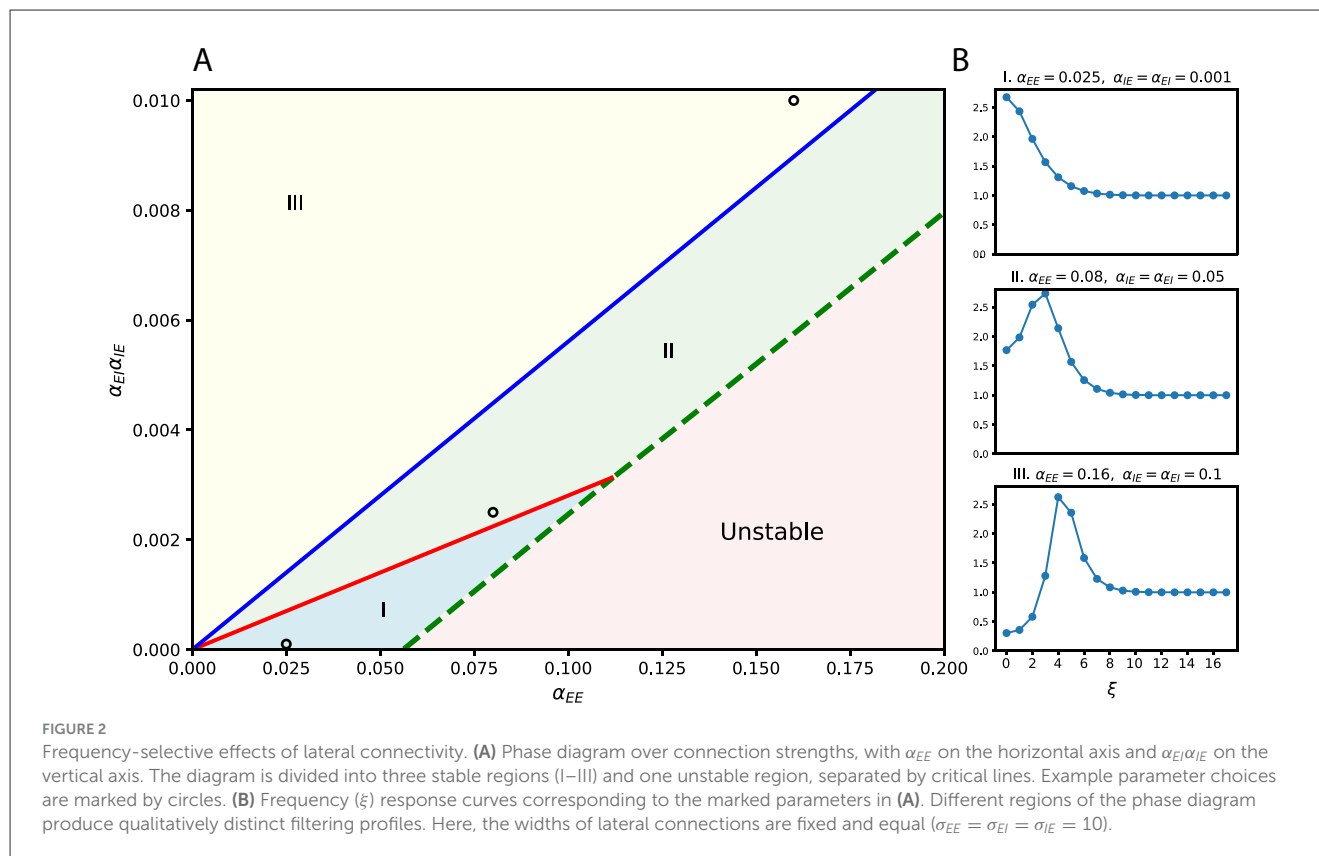 A
B
0.010
0.008
0.006
0.004
0.002
0.000
α_EI α_IE
III
II
I
Unstable
0.000 0.025 0.050 0.075 0.100 0.125 0.150 0.175 0.200
α_EE
I. α_EE = 0.025, α_IE = α_EI = 0.001
2.5
2.0
1.5
1.0
0.5
0.0
II. α_EE = 0.08, α_IE = α_EI = 0.05
2.5
2.0
1.5
1.0
0.5
0.0
III. α_EE = 0.16, α_IE = α_EI = 0.1
2.5
2.0
1.5
1.0
0.5
0.0
0 2 4 6 8 10 12 14 16
ξ
FIGURE 2
Frequency-selective effects of lateral connectivity. (A) Phase diagram over connection strengths, with α_EE on the horizontal axis and α_EIα_IE on the
vertical axis. The diagram is divided into three stable regions (I–III) and one unstable region, separated by critical lines. Example parameter choices
are marked by circles. (B) Frequency (ξ) response curves corresponding to the marked parameters in (A). Different regions of the phase diagram
produce qualitatively distinct filtering profiles. Here, the widths of lateral connections are fixed and equal (σ_EE = σ_EI = σ_IE = 10).